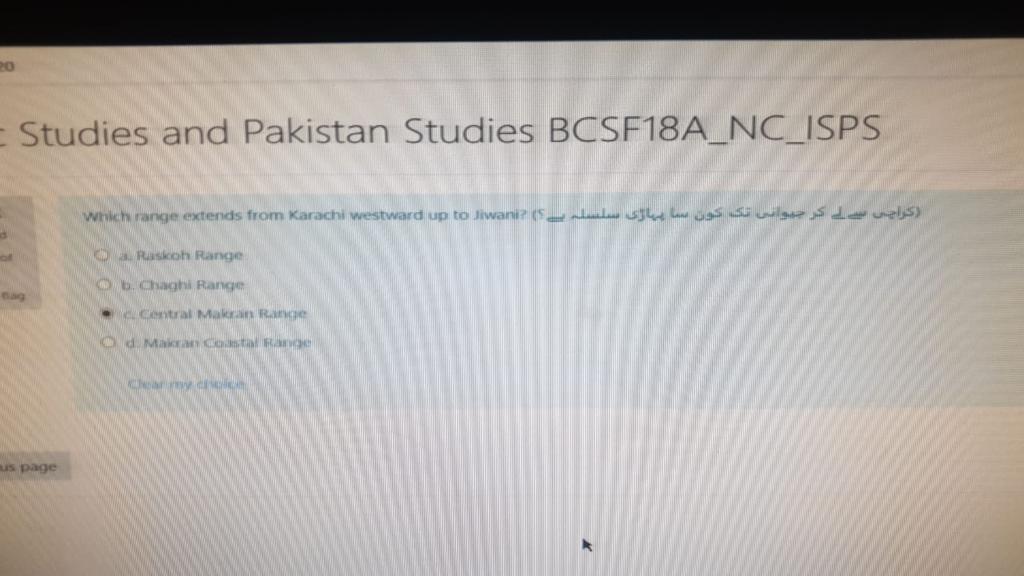 20
: Studies and Pakistan Studies BCSF18A_NC_ISPS
Which range extends from Karachi westward up to Jiwani? (کراچی سے لے کر جیوانی تک کون سا پہاڑی سلسلہ ہے؟)
d
of
flag
a. Raskoh Range
b. Chaghi Range
c. Central Makran Range
d. Makran Coastal Range
Clear my choice
us page